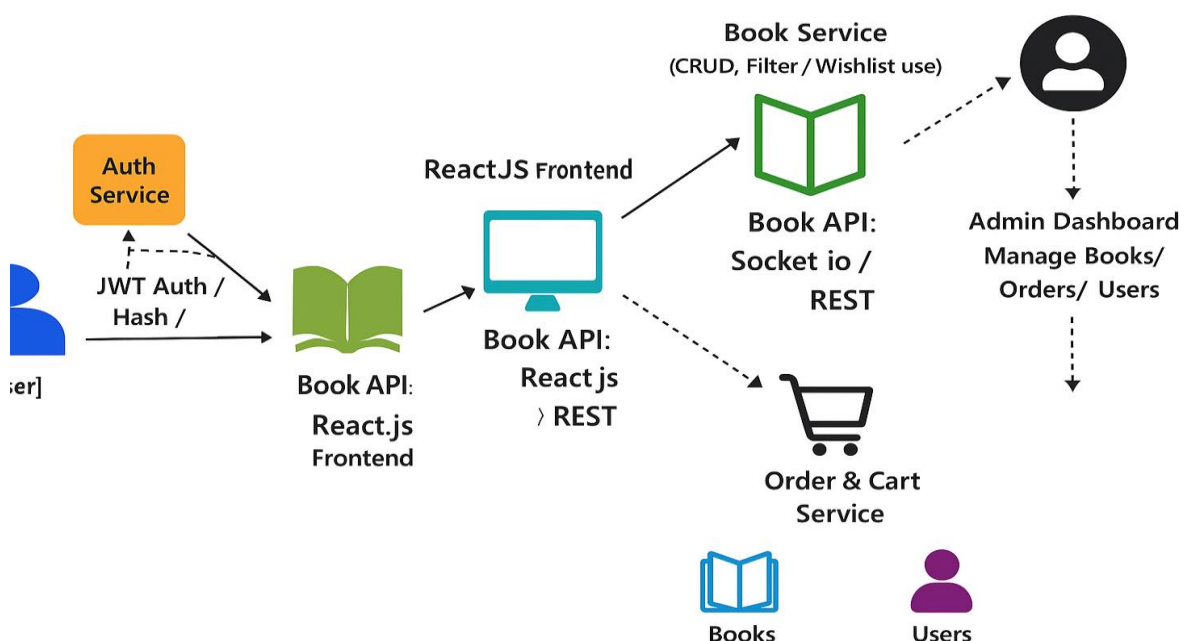 Book Service
(CRUD, Filter / Wishlist use)
Auth
Service
ReactJS Frontend
JWT Auth /
Hash /
ser]
Book API:
React.js
Frontend
Book API:
React js
〉REST
Book API:
Socket io /
REST
Admin Dashboard
Manage Books/
Orders/ Users
Order & Cart
Service
Books
Users